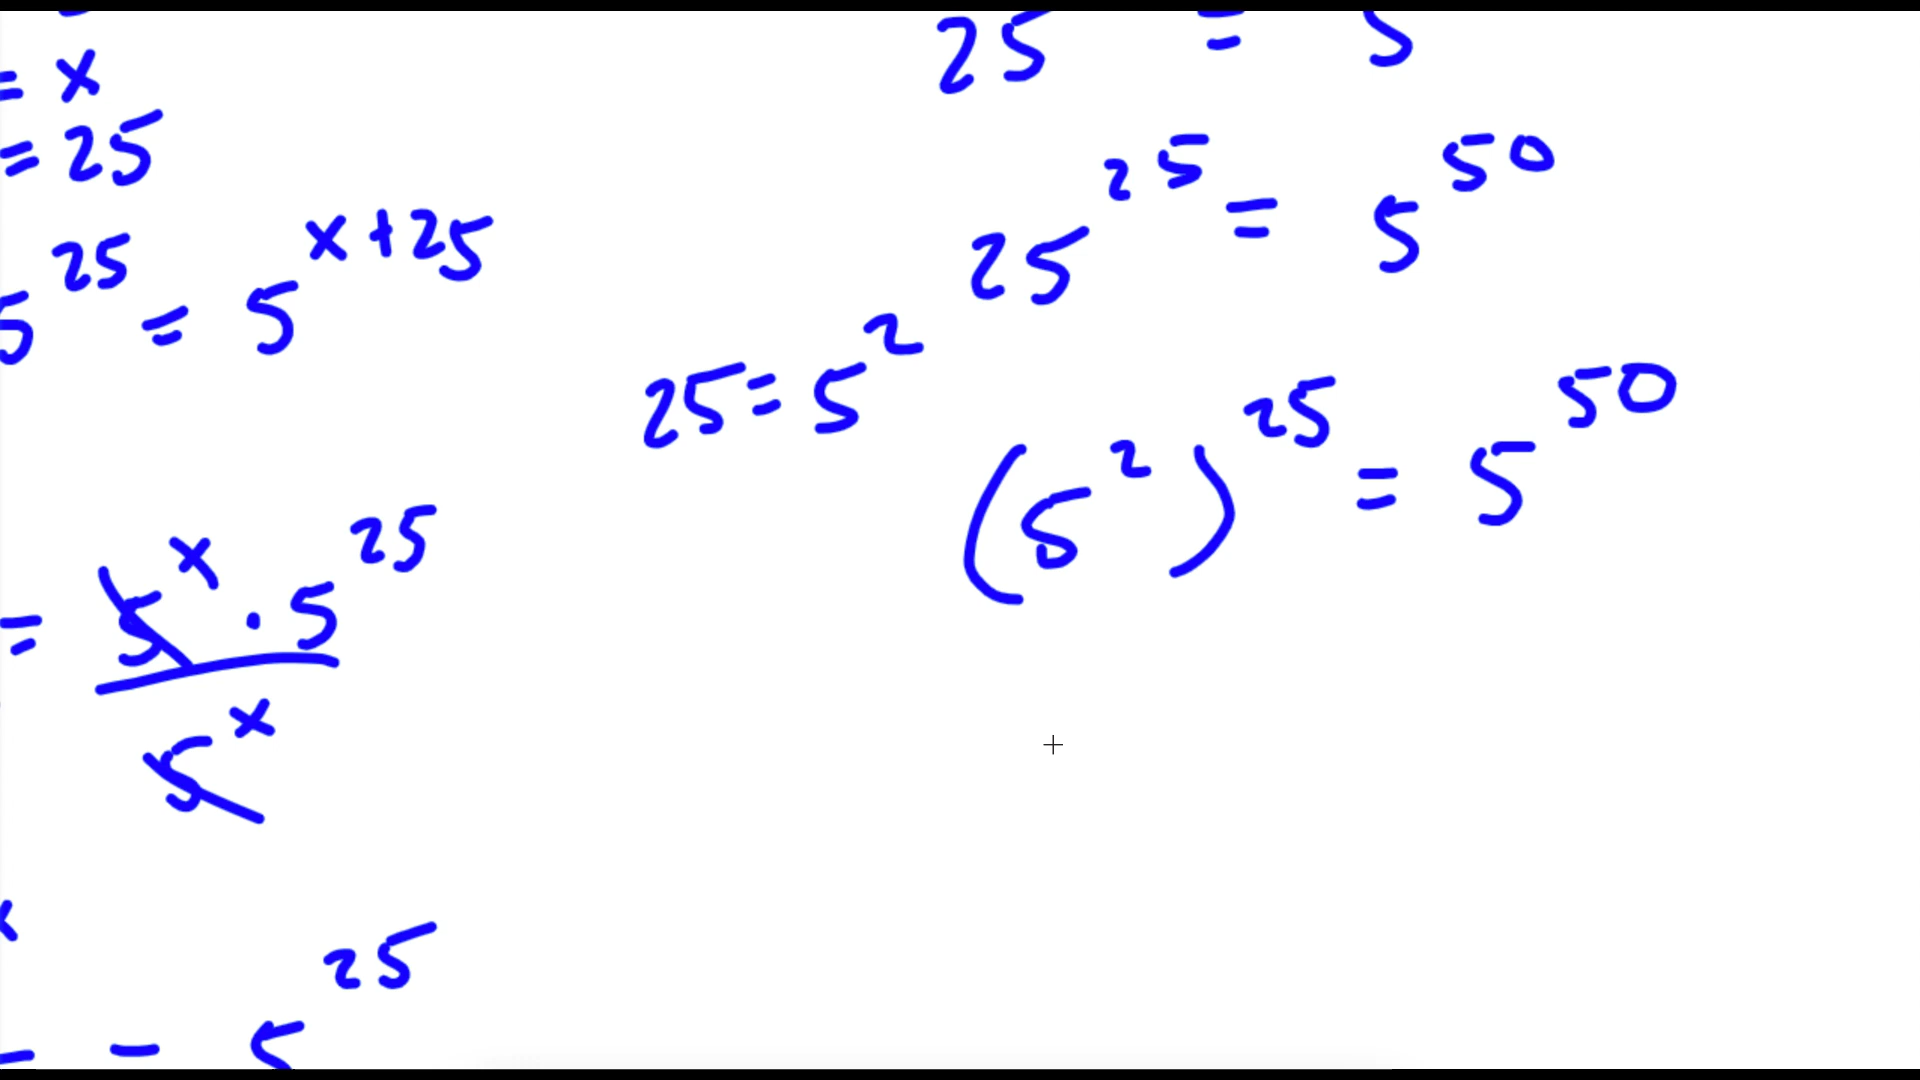 = x
= 25
5^25 = 5^(x+25)
= (5^x · 5^25) / 5^x
25
25 = 5
25^25 = 5^50
25 = 5^2
(5^2)^25 = 5^50